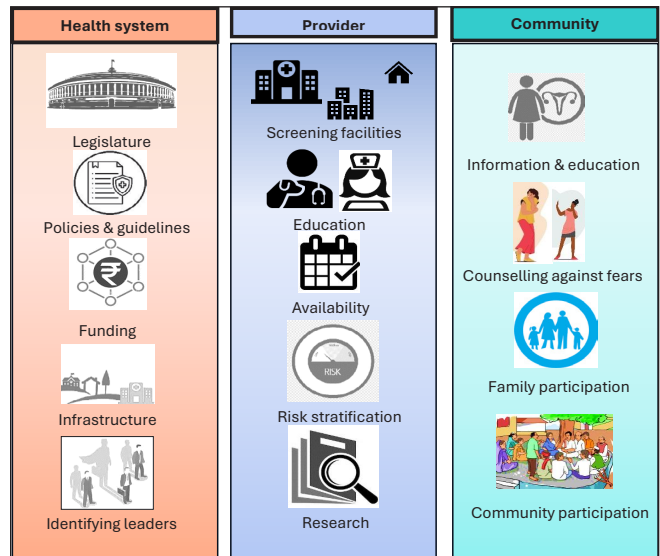 Health system
Legislature
Policies & guidelines
₹
Funding
Infrastructure
Identifying leaders
Provider
Screening facilities
Education
Availability
RISK
Risk stratification
Research
Community
Information & education
Counselling against fears
Family participation
Community participation